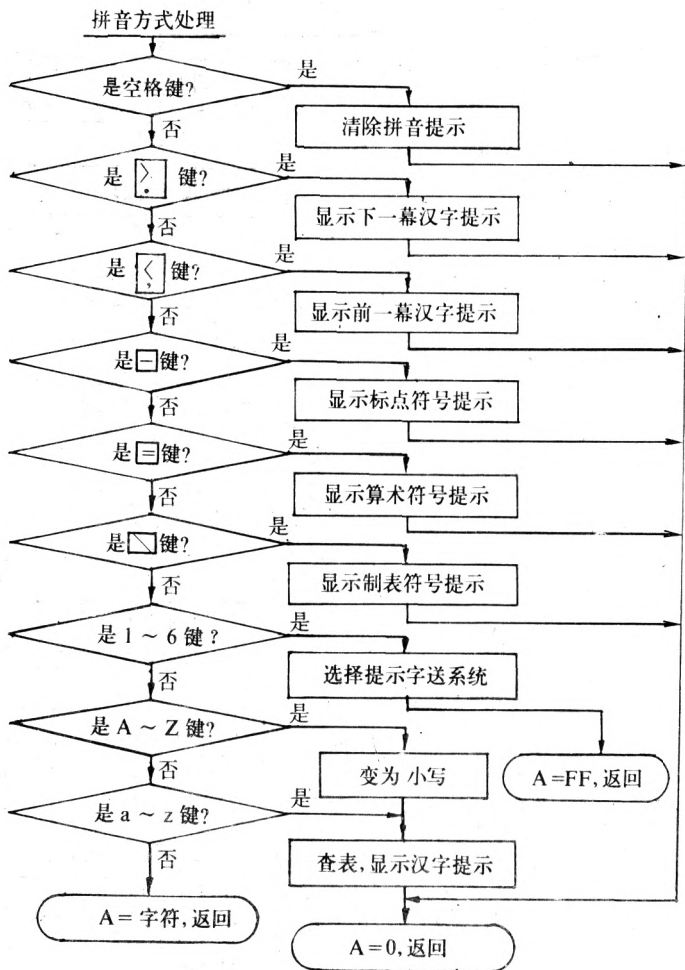 拼音方式处理
是空格键?
是
否
清除拼音提示
是 > . 键?
是
否
显示下一幕汉字提示
是 < , 键?
是
否
显示前一幕汉字提示
是 - 键?
是
否
显示标点符号提示
是 = 键?
是
否
显示算术符号提示
是 \ 键?
是
否
显示制表符号提示
是 1 ~ 6 键?
是
否
选择提示字送系统
是 A ~ Z 键?
是
否
变为 小写
A=FF,返回
是 a ~ z 键?
是
否
查表,显示汉字提示
A= 字符,返回
A=0,返回